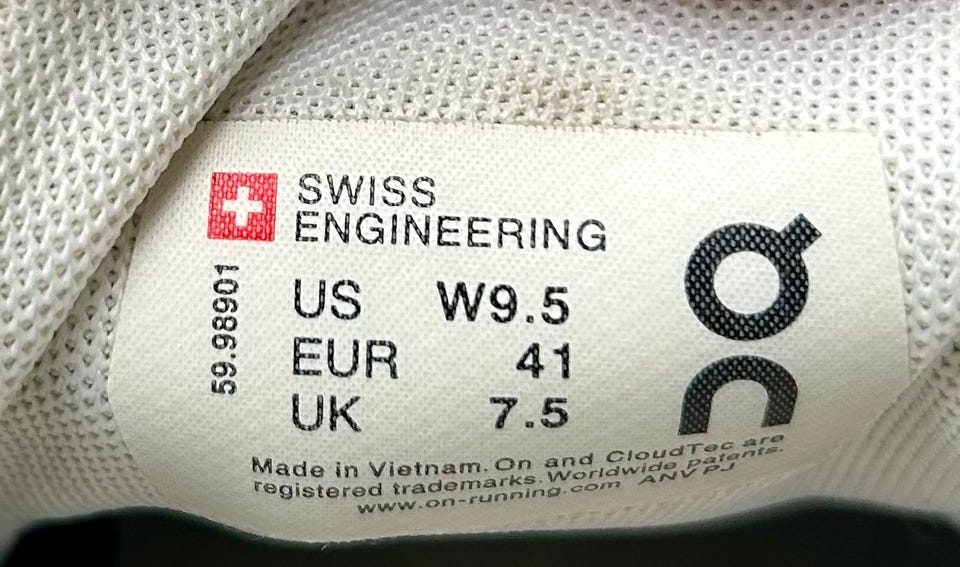 SWISS
ENGINEERING
59.98901
US W9.5
EUR 41
UK 7.5
On
Made in Vietnam. On and CloudTec are
registered trademarks. Worldwide patents.
www.on-running.com ANV PJ